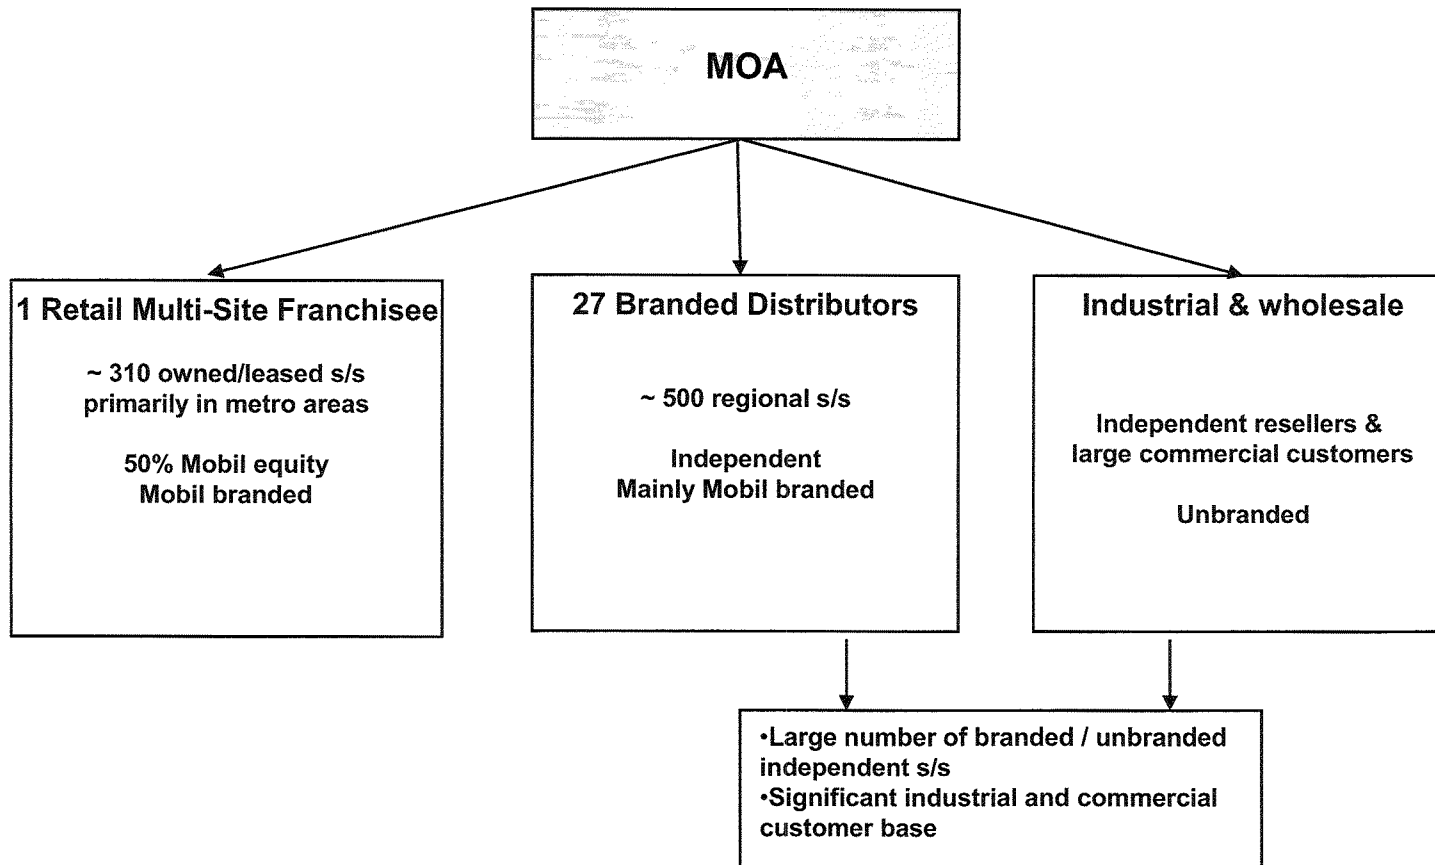 MOA
1 Retail Multi-Site Franchisee
~ 310 owned/leased s/s
primarily in metro areas
50% Mobil equity
Mobil branded
27 Branded Distributors
~ 500 regional s/s
Independent
Mainly Mobil branded
Industrial & wholesale
Independent resellers &
large commercial customers
Unbranded
•Large number of branded / unbranded
independent s/s
•Significant industrial and commercial
customer base